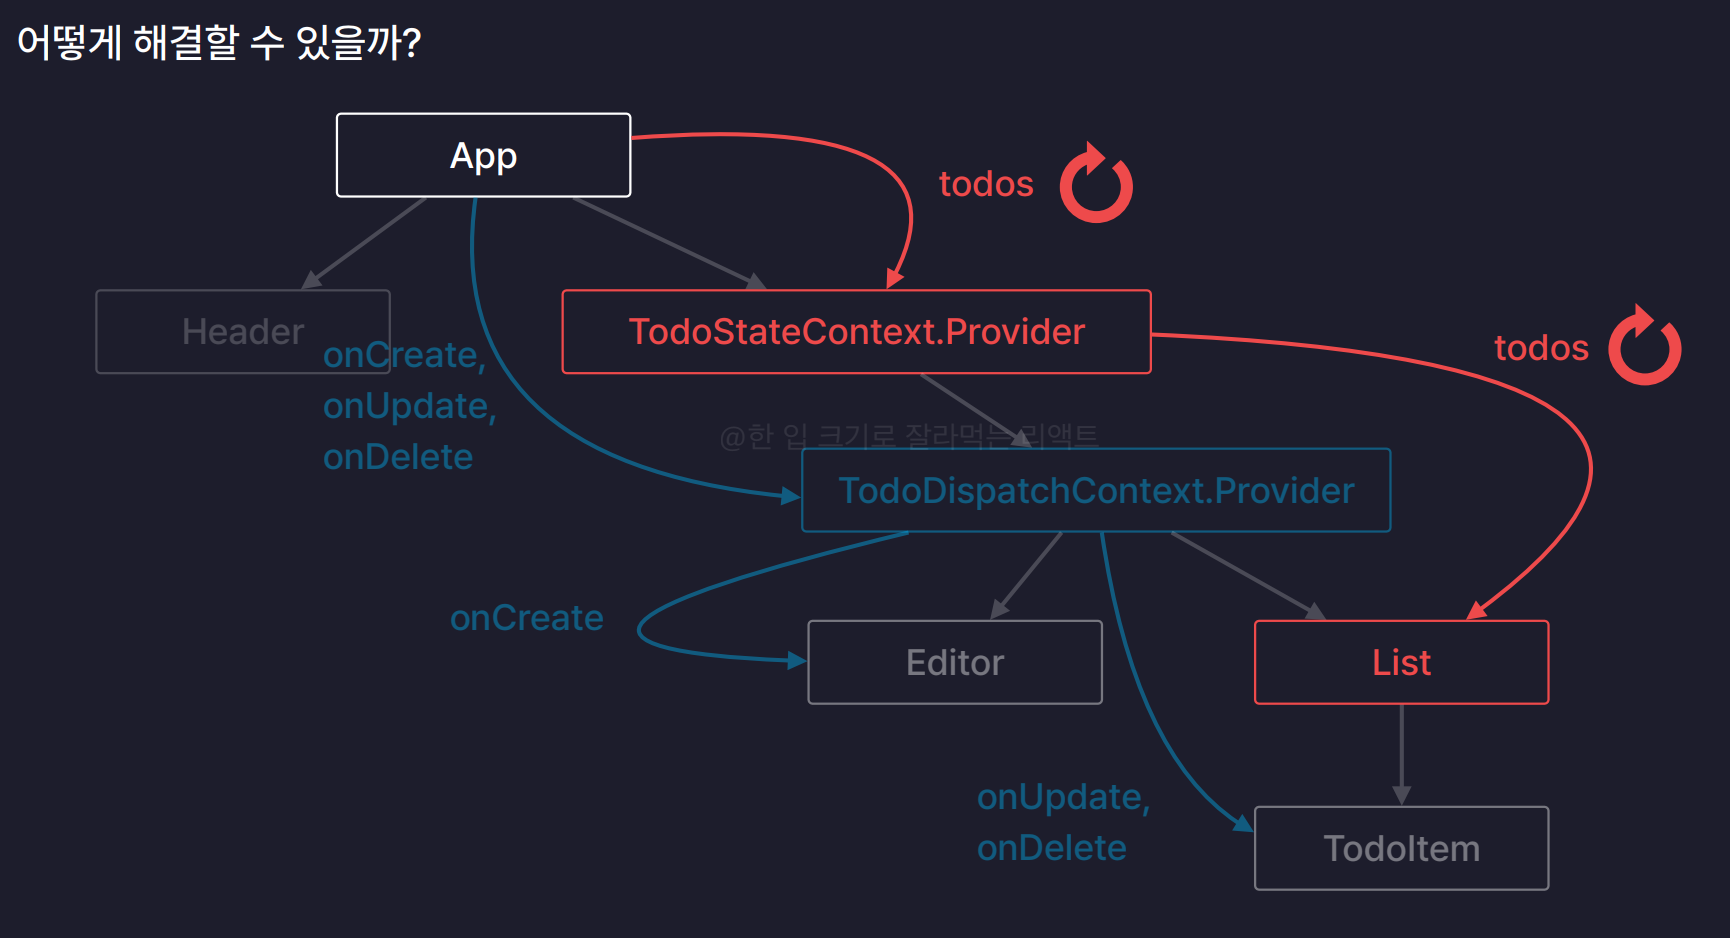 어떻게 해결할 수 있을까?
App
todos
Header
TodoStateContext.Provider
todos
onCreate,
onUpdate,
onDelete
@한 입 크기로 잘라먹는 리액트
TodoDispatchContext.Provider
onCreate
Editor
List
onUpdate,
onDelete
TodoItem